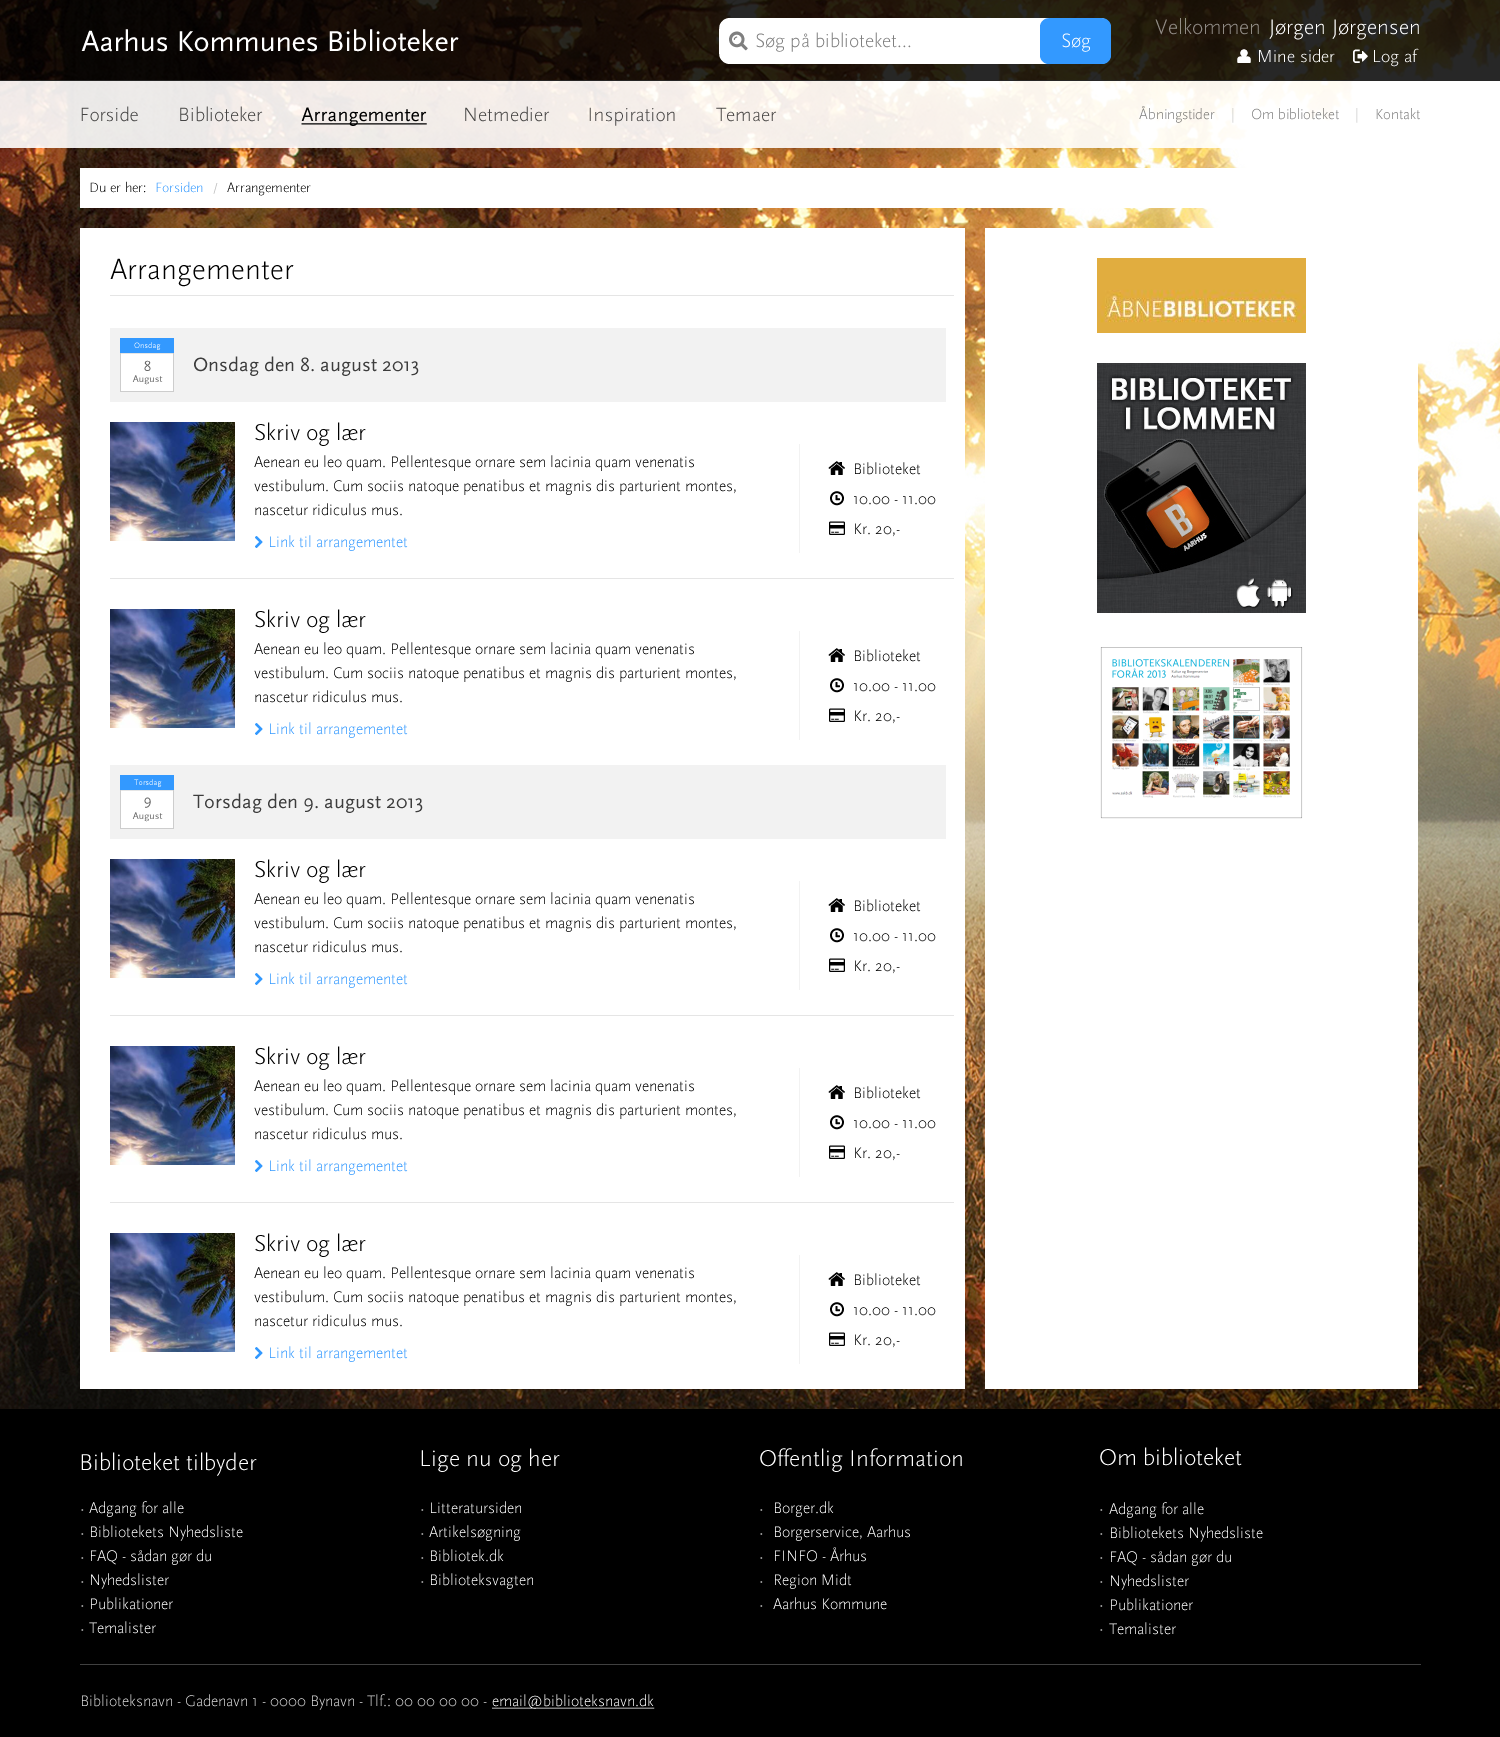 Aarhus Kommunes Biblioteker
Søg på biblioteket...
Søg
Velkommen Jørgen Jørgensen
Mine sider
Log af
Forside
Biblioteker
Arrangementer
Netmedier
Inspiration
Temaer
Åbningstider | Om biblioteket | Kontakt
Du er her: Forsiden / Arrangementer
Arrangementer
Onsdag
8
August
Onsdag den 8. august 2013
Skriv og lær
Aenean eu leo quam. Pellentesque ornare sem lacinia quam venenatis
vestibulum. Cum sociis natoque penatibus et magnis dis parturient montes,
nascetur ridiculus mus.
Link til arrangementet
Biblioteket
10.00 - 11.00
Kr. 20,-
Skriv og lær
Aenean eu leo quam. Pellentesque ornare sem lacinia quam venenatis
vestibulum. Cum sociis natoque penatibus et magnis dis parturient montes,
nascetur ridiculus mus.
Link til arrangementet
Biblioteket
10.00 - 11.00
Kr. 20,-
Torsdag
9
August
Torsdag den 9. august 2013
Skriv og lær
Aenean eu leo quam. Pellentesque ornare sem lacinia quam venenatis
vestibulum. Cum sociis natoque penatibus et magnis dis parturient montes,
nascetur ridiculus mus.
Link til arrangementet
Biblioteket
10.00 - 11.00
Kr. 20,-
Skriv og lær
Aenean eu leo quam. Pellentesque ornare sem lacinia quam venenatis
vestibulum. Cum sociis natoque penatibus et magnis dis parturient montes,
nascetur ridiculus mus.
Link til arrangementet
Biblioteket
10.00 - 11.00
Kr. 20,-
Skriv og lær
Aenean eu leo quam. Pellentesque ornare sem lacinia quam venenatis
vestibulum. Cum sociis natoque penatibus et magnis dis parturient montes,
nascetur ridiculus mus.
Link til arrangementet
Biblioteket
10.00 - 11.00
Kr. 20,-
ÅBNEBIBLIOTEKER
BIBLIOTEKET
I LOMMEN
B
AARHUS
BIBLIOTEKSKALENDEREN
FORÅR 2013
Biblioteket tilbyder
· Adgang for alle
· Bibliotekets Nyhedsliste
· FAQ - sådan gør du
· Nyhedslister
· Publikationer
· Temalister
Lige nu og her
· Litteratursiden
· Artikelsøgning
· Bibliotek.dk
· Biblioteksvagten
Offentlig Information
· Borger.dk
· Borgerservice, Aarhus
· FINFO - Århus
· Region Midt
· Aarhus Kommune
Om biblioteket
· Adgang for alle
· Bibliotekets Nyhedsliste
· FAQ - sådan gør du
· Nyhedslister
· Publikationer
· Temalister
Biblioteksnavn - Gadenavn 1 - 0000 Bynavn - Tlf.: 00 00 00 00 - email@biblioteksnavn.dk